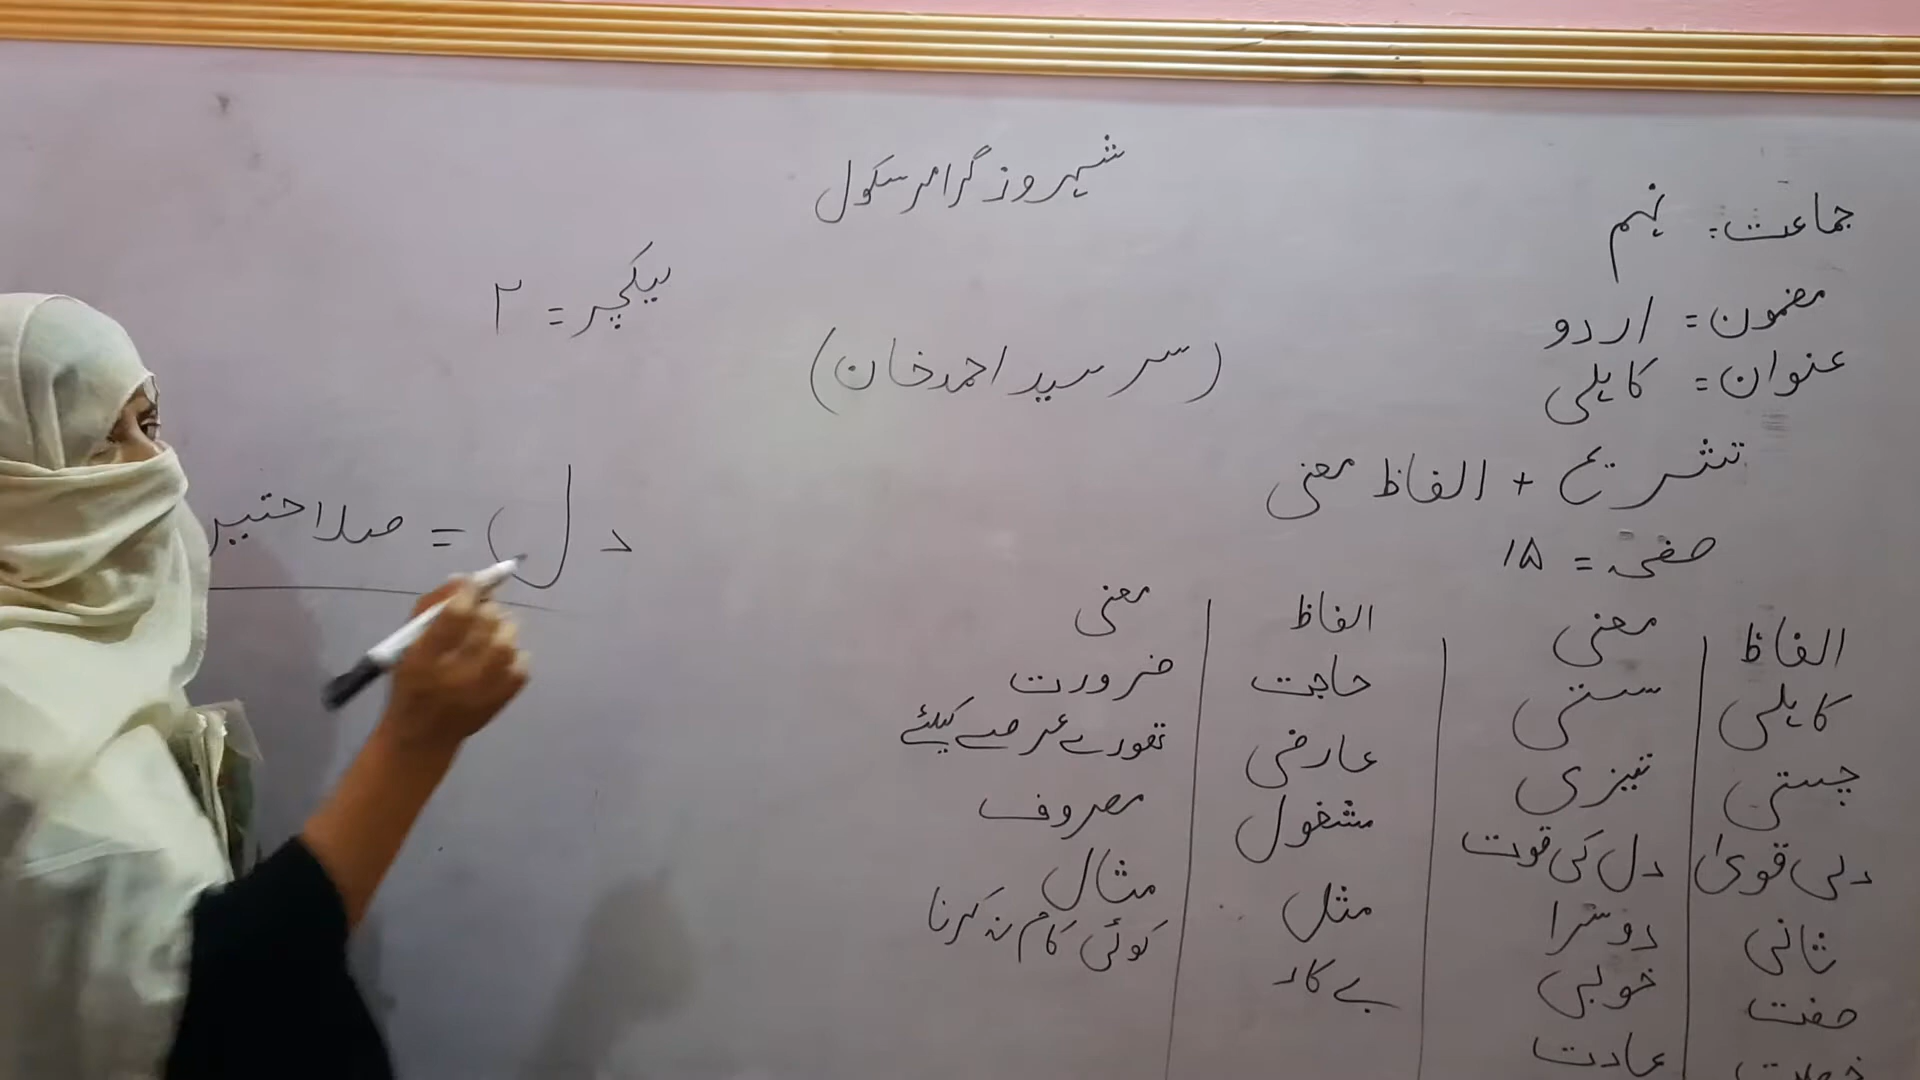 شہروز گرامر سکول
جماعت = نہم
لیکچر = ۲
مضمون = اردو
(سر سید احمد خان)
عنوان = کاہلی
تشریح + الفاظ معنی
دل = صلاحتیں
صفحہ = ۱۵
الفاظ معنی الفاظ معنی
کاہلی سستی حاجت ضرورت
چستی تیزی عارضی تھوڑے عرصے کیلئے
دلی قویٰ دل کی قوت مشغول مصروف
ثانی دوسرا مثل مثال
صفت خوبی بے کار کوئی کام نہ کرنا
عادت